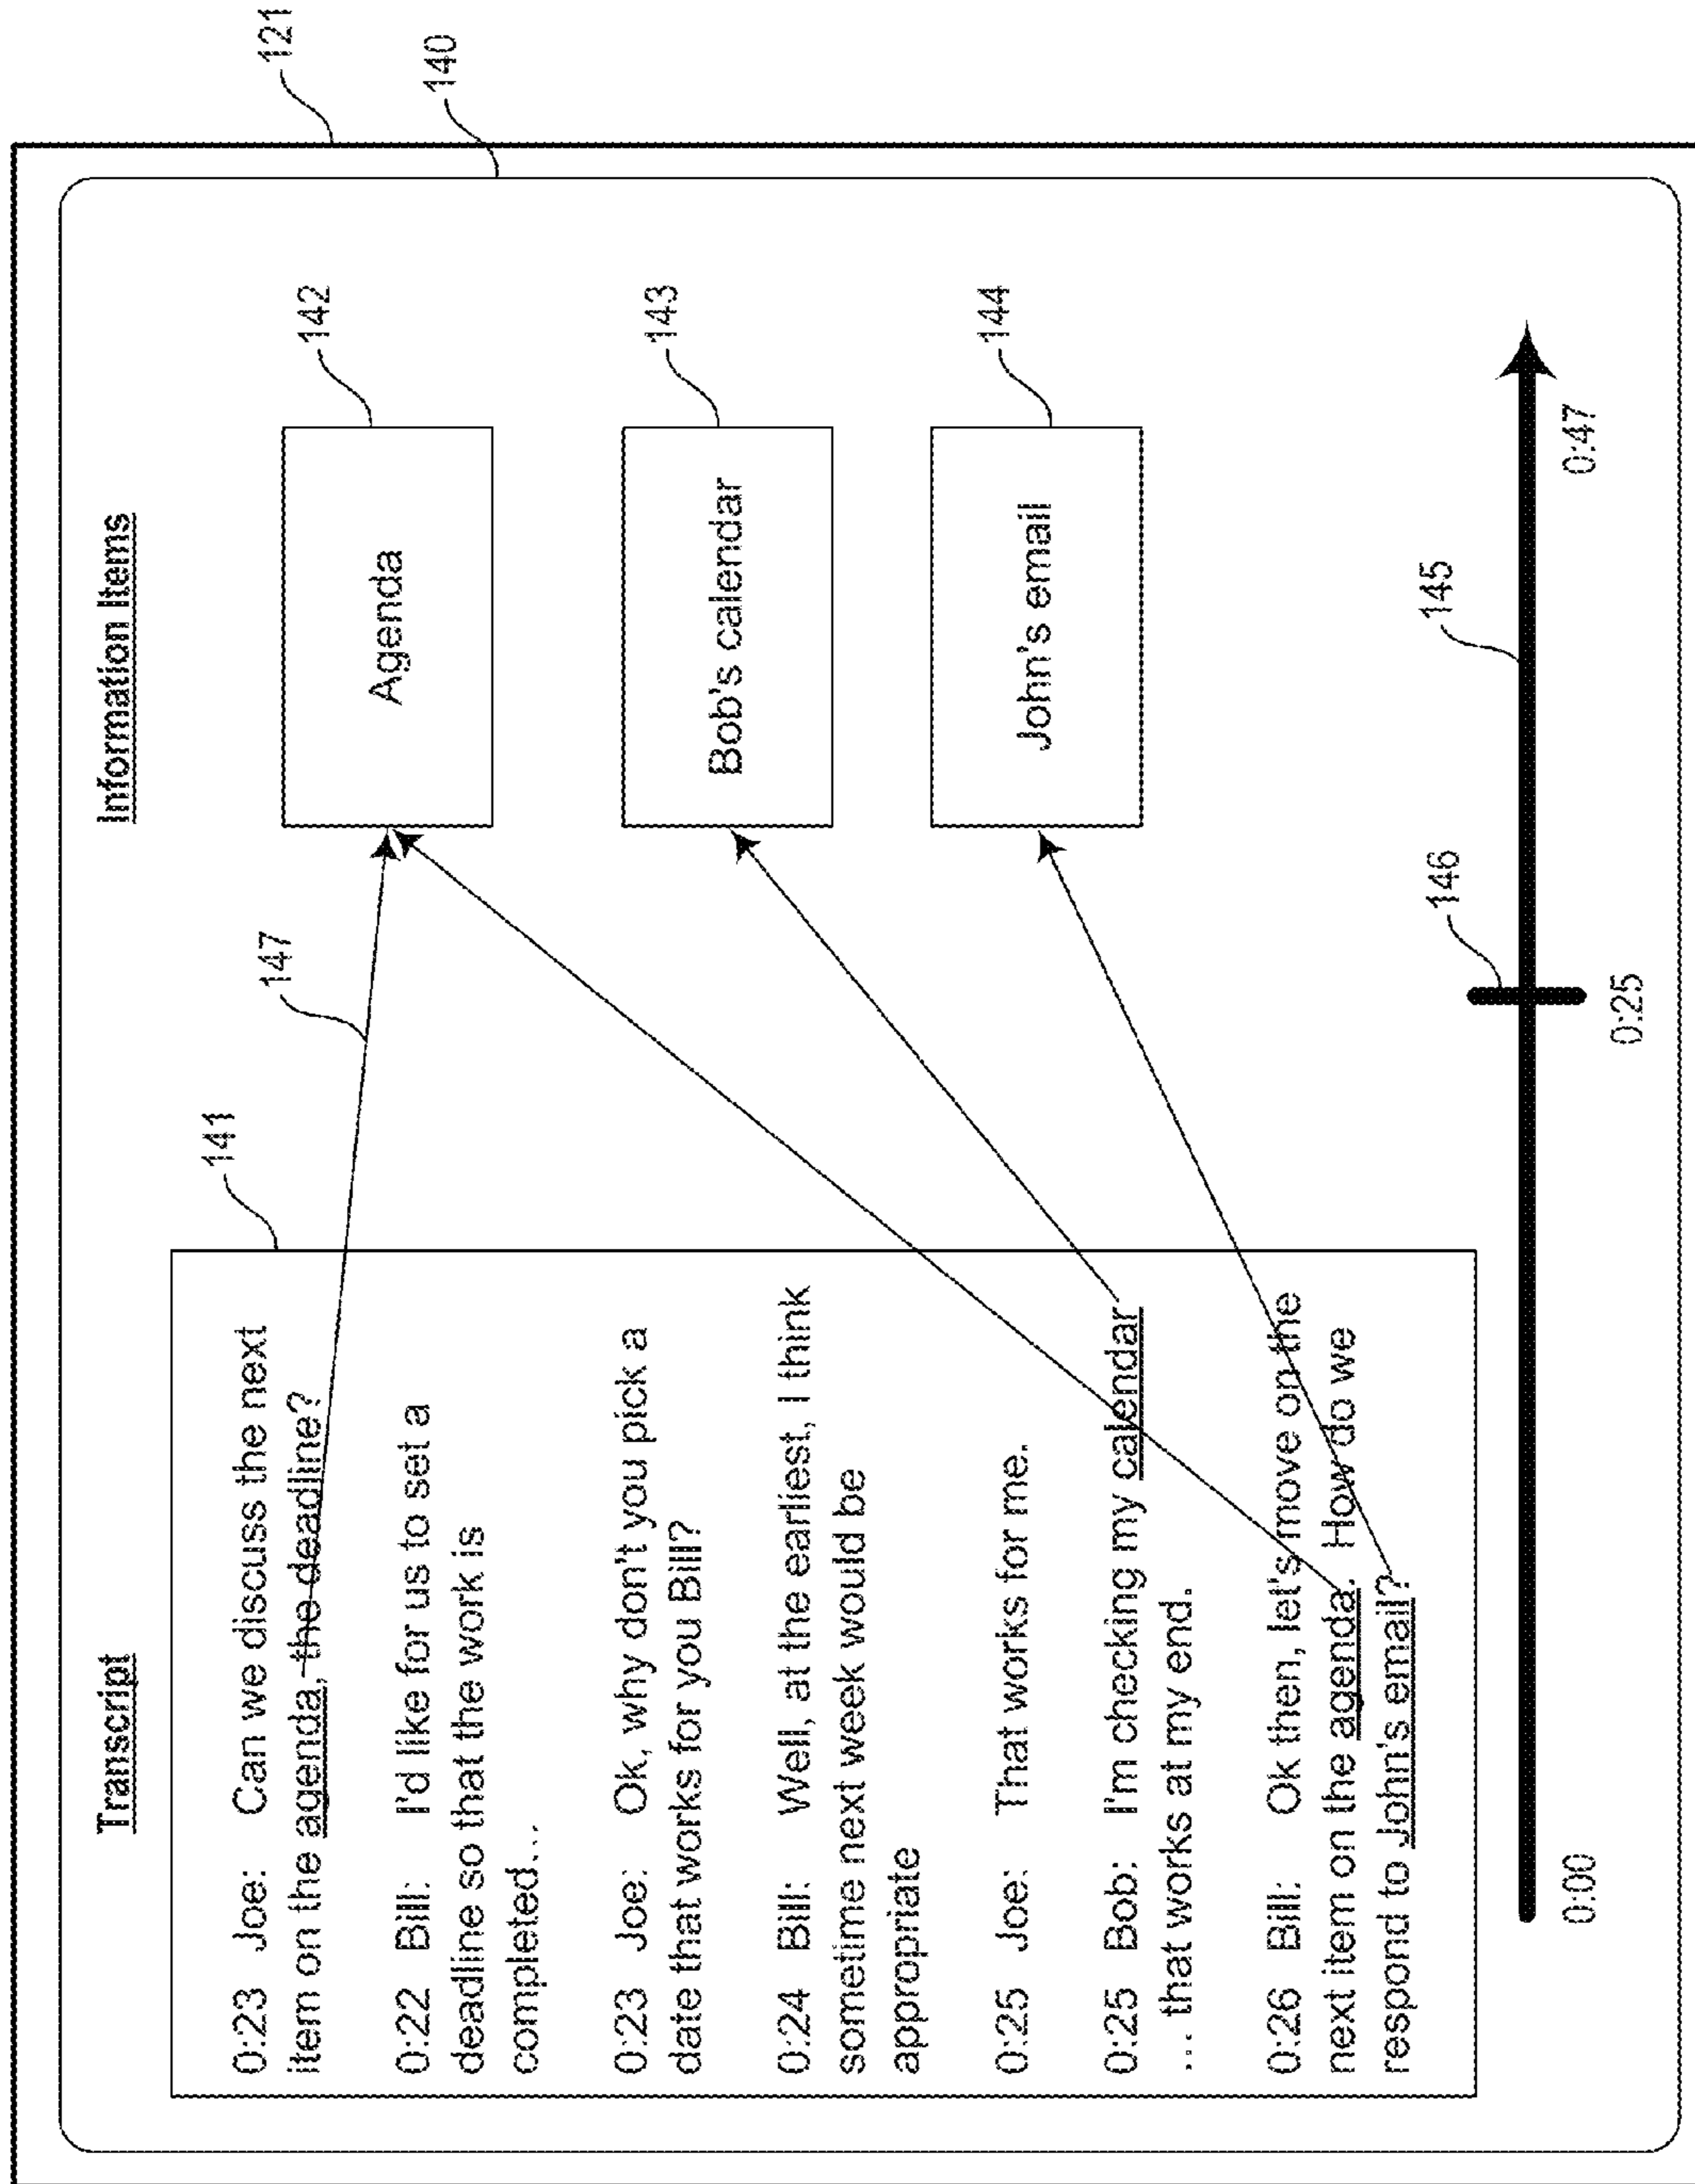 121
140
Transcript
Information Items
141
0:23 Joe: Can we discuss the next
item on the agenda, the deadline?
0:22 Bill: I'd like for us to set a
deadline so that the work is
completed...
0:23 Joe: Ok, why don't you pick a
date that works for you Bill?
0:24 Bill: Well, at the earliest, I think
sometime next week would be
appropriate
0:25 Joe: That works for me.
0:25 Bob: I'm checking my calendar
... that works at my end.
0:26 Bill: Ok then, let's move on the
next item on the agenda. How do we
respond to John's email?
147
142
Agenda
143
Bob's calendar
144
John's email
146
145
0:00
0:25
0:47